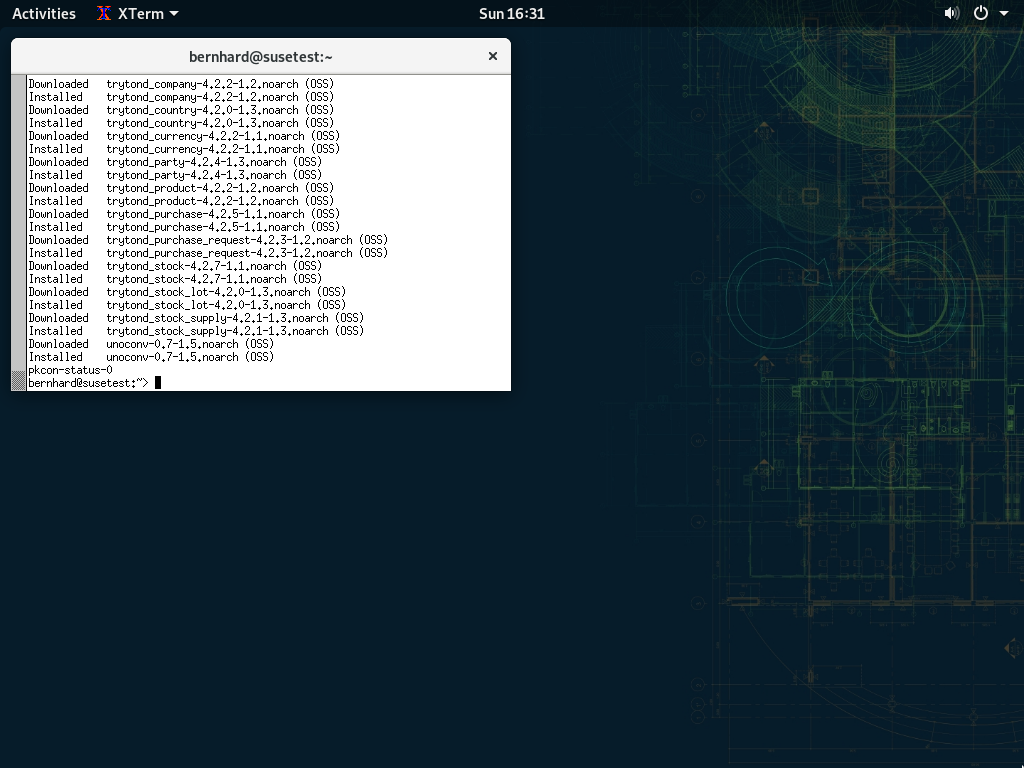 Activities XTerm Sun 16:31
bernhard@susetest:~
Downloaded trytond_company-4.2.2-1.2.noarch (OSS)
Installed trytond_company-4.2.2-1.2.noarch (OSS)
Downloaded trytond_country-4.2.0-1.3.noarch (OSS)
Installed trytond_country-4.2.0-1.3.noarch (OSS)
Downloaded trytond_currency-4.2.2-1.1.noarch (OSS)
Installed trytond_currency-4.2.2-1.1.noarch (OSS)
Downloaded trytond_party-4.2.4-1.3.noarch (OSS)
Installed trytond_party-4.2.4-1.3.noarch (OSS)
Downloaded trytond_product-4.2.2-1.2.noarch (OSS)
Installed trytond_product-4.2.2-1.2.noarch (OSS)
Downloaded trytond_purchase-4.2.5-1.1.noarch (OSS)
Installed trytond_purchase-4.2.5-1.1.noarch (OSS)
Downloaded trytond_purchase_request-4.2.3-1.2.noarch (OSS)
Installed trytond_purchase_request-4.2.3-1.2.noarch (OSS)
Downloaded trytond_stock-4.2.7-1.1.noarch (OSS)
Installed trytond_stock-4.2.7-1.1.noarch (OSS)
Downloaded trytond_stock_lot-4.2.0-1.3.noarch (OSS)
Installed trytond_stock_lot-4.2.0-1.3.noarch (OSS)
Downloaded trytond_stock_supply-4.2.1-1.3.noarch (OSS)
Installed trytond_stock_supply-4.2.1-1.3.noarch (OSS)
Downloaded unoconv-0.7-1.5.noarch (OSS)
Installed unoconv-0.7-1.5.noarch (OSS)
pkcon-status-0
bernhard@susetest:~>